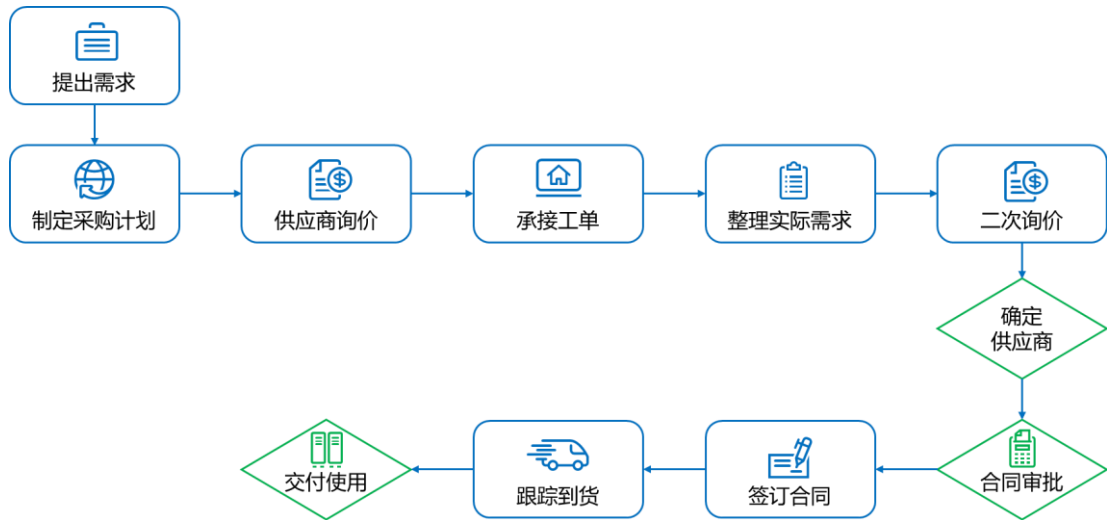 提出需求
制定采购计划
供应商询价
承接工单
整理实际需求
二次询价
确定
供应商
合同审批
签订合同
跟踪到货
交付使用